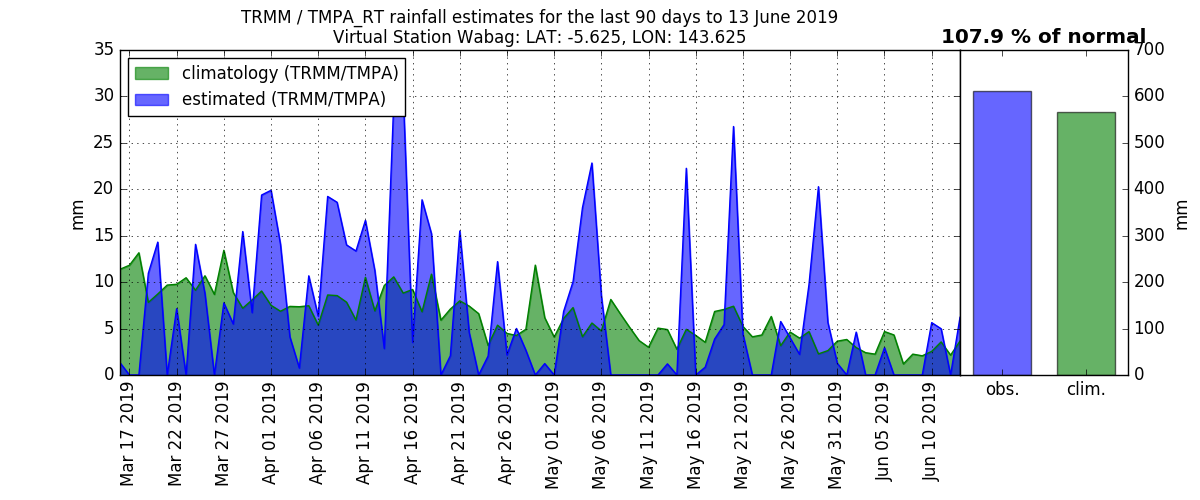 TRMM / TMPA_RT rainfall estimates for the last 90 days to 13 June 2019
Virtual Station Wabag: LAT: -5.625, LON: 143.625
107.9 % of normal
climatology (TRMM/TMPA)
estimated (TRMM/TMPA)
mm
35
30
25
20
15
10
5
0
Mar 17 2019
Mar 22 2019
Mar 27 2019
Apr 01 2019
Apr 06 2019
Apr 11 2019
Apr 16 2019
Apr 21 2019
Apr 26 2019
May 01 2019
May 06 2019
May 11 2019
May 16 2019
May 21 2019
May 26 2019
May 31 2019
Jun 05 2019
Jun 10 2019
obs.
clim.
700
600
500
400
300
200
100
0
mm